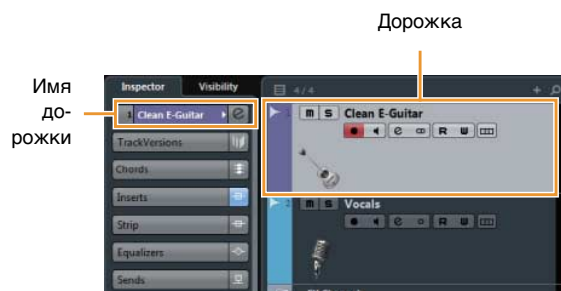 Дорожка
Имя
до-
рожки
Inspector Visibility
4/4
1 Clean E-Guitar e
1 m s Clean E-Guitar
e R W
TrackVersions
Chords
Inserts
2 m s Vocals
e R W
Strip
Equalizers
Sends